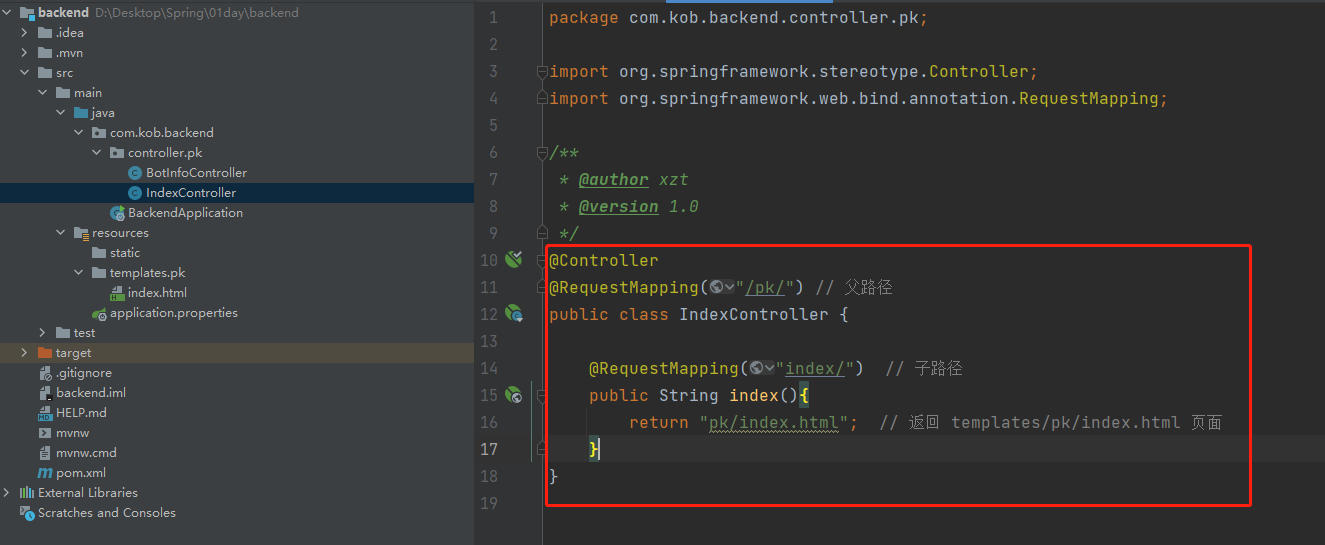 backend D:\Desktop\Spring\01day\backend
.idea
.mvn
src
main
java
com.kob.backend
controller.pk
BotInfoController
IndexController
BackendApplication
resources
static
templates.pk
index.html
application.properties
test
target
.gitignore
backend.iml
HELP.md
mvnw
mvnw.cmd
pom.xml
External Libraries
Scratches and Consoles
1 package com.kob.backend.controller.pk;
2
3 import org.springframework.stereotype.Controller;
4 import org.springframework.web.bind.annotation.RequestMapping;
5
6 /**
7 * @author xzt
8 * @version 1.0
9 */
10 @Controller
11 @RequestMapping("/pk/") // 父路径
12 public class IndexController {
13
14 @RequestMapping("index/") // 子路径
15 public String index(){
16 return "pk/index.html"; // 返回 templates/pk/index.html 页面
17 }
18 }
19